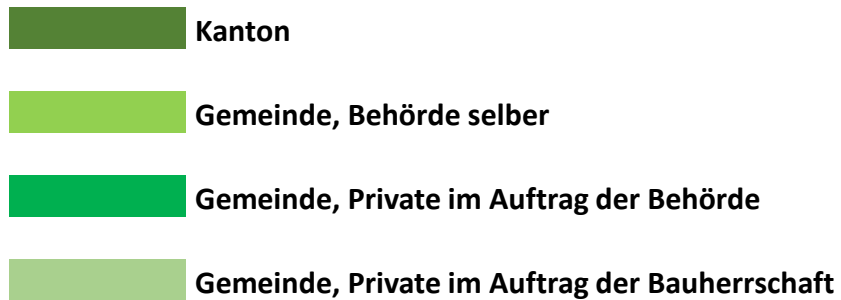 Kanton
Gemeinde, Behörde selber
Gemeinde, Private im Auftrag der Behörde
Gemeinde, Private im Auftrag der Bauherrschaft